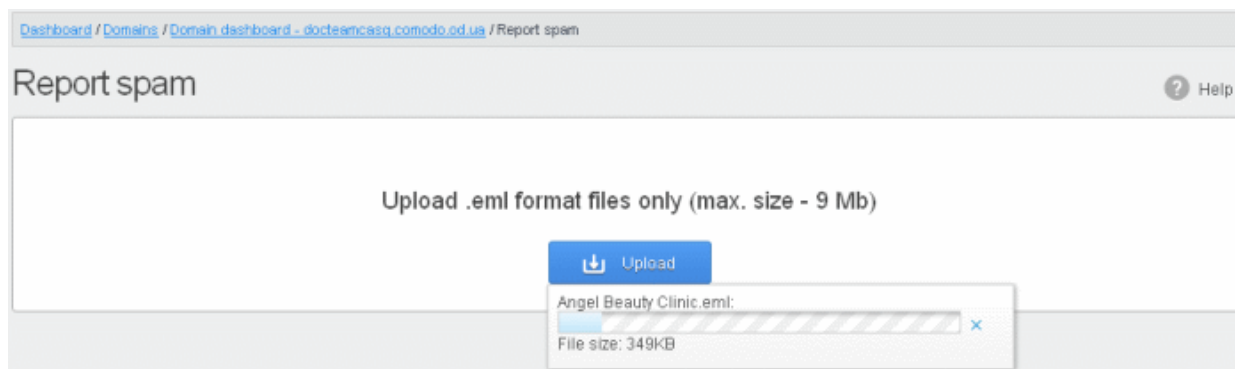 Dashboard / Domains / Domain dashboard - docteamcasq.comodo.od.ua / Report spam
Report spam
Help
Upload .eml format files only (max. size - 9 Mb)
Upload
Angel Beauty Clinic.eml:
File size: 349KB